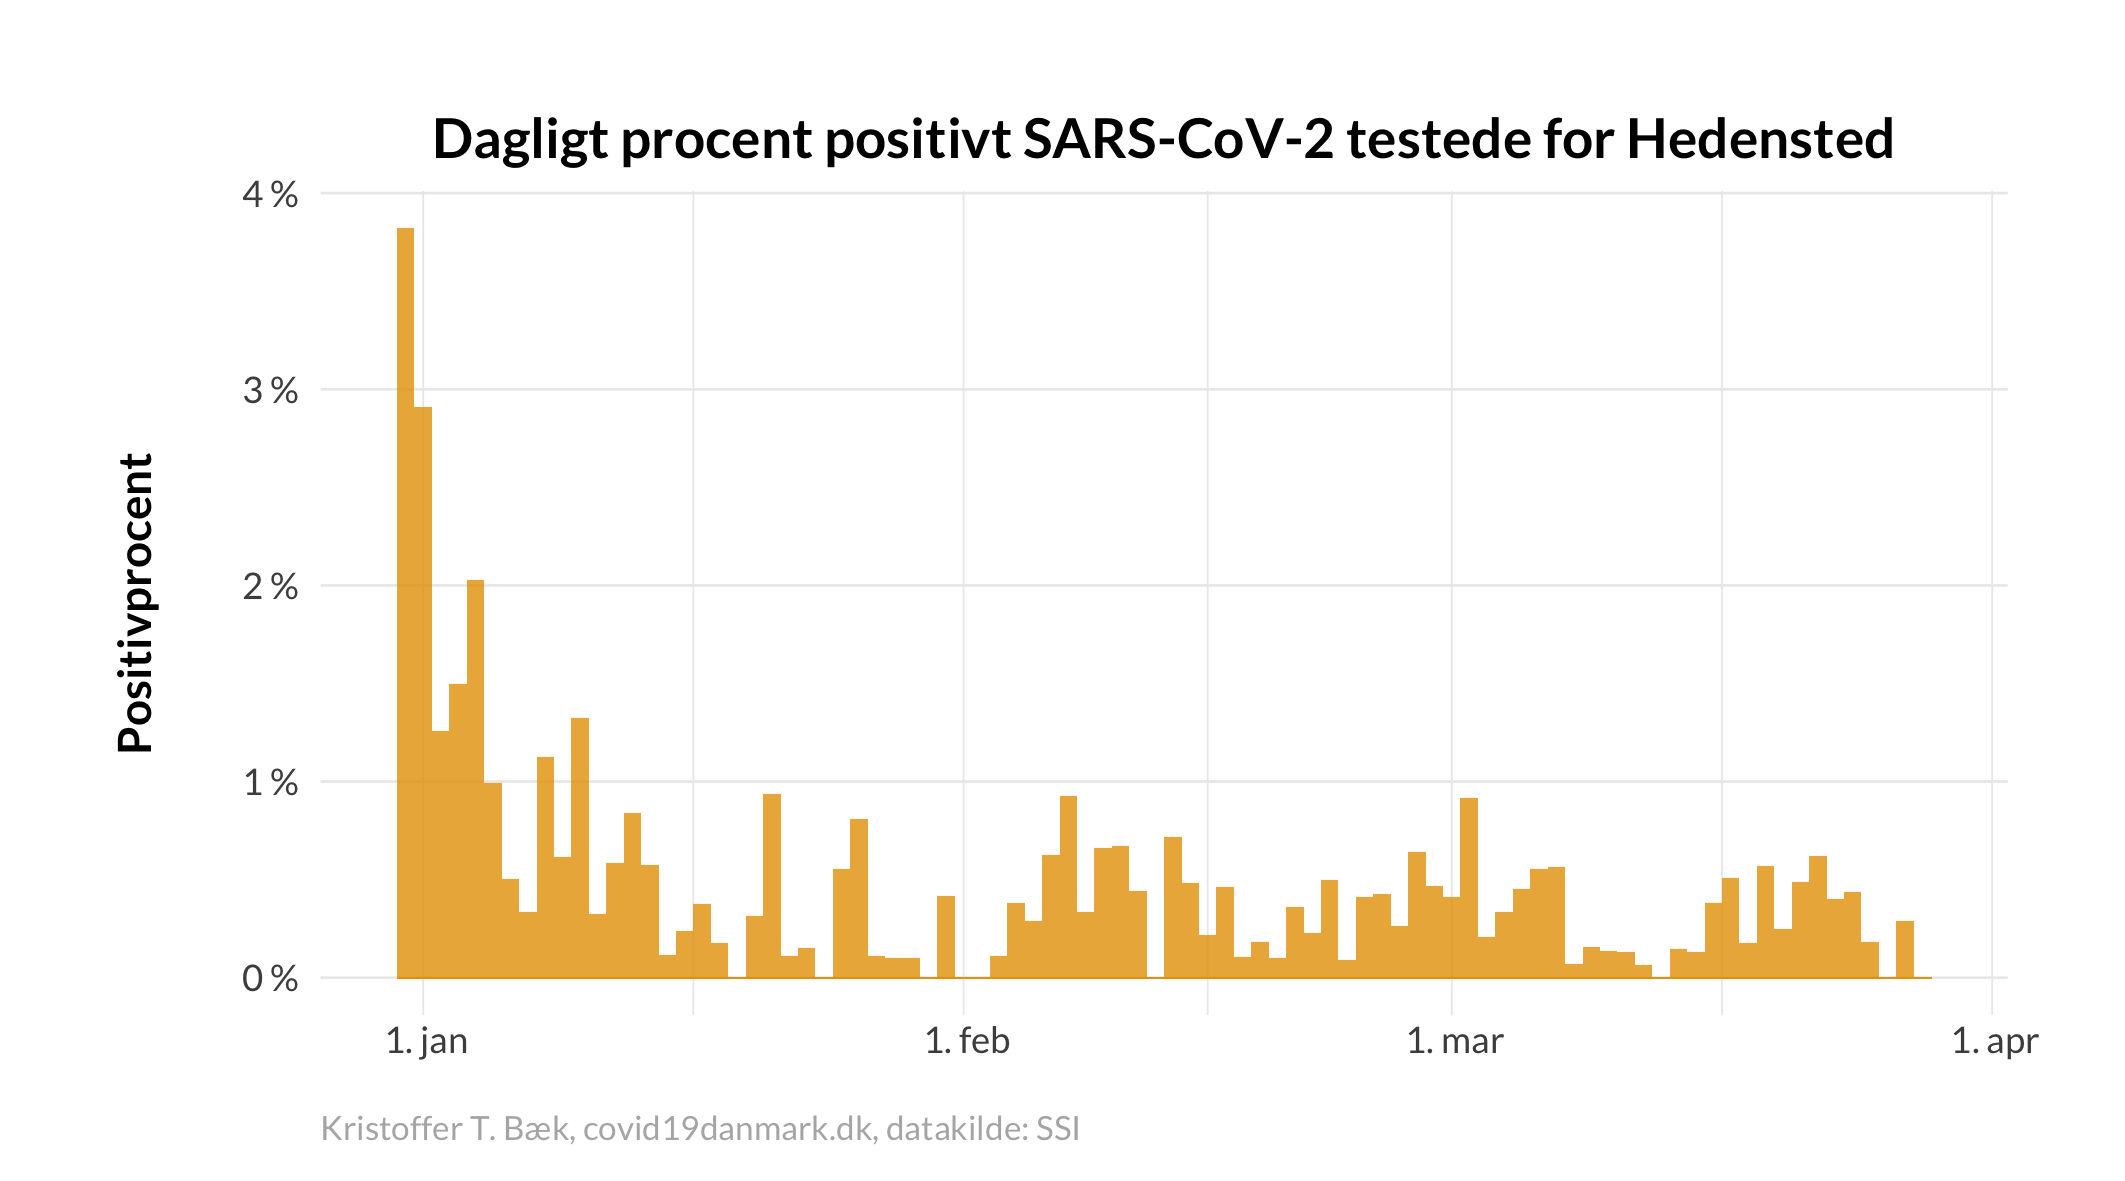 Dagligt procent positivt SARS-CoV-2 testede for Hedensted
4 %
3 %
2 %
1 %
0 %
Positivprocent
1. jan
1. feb
1. mar
1. apr
Kristoffer T. Bæk, covid19danmark.dk, datakilde: SSI